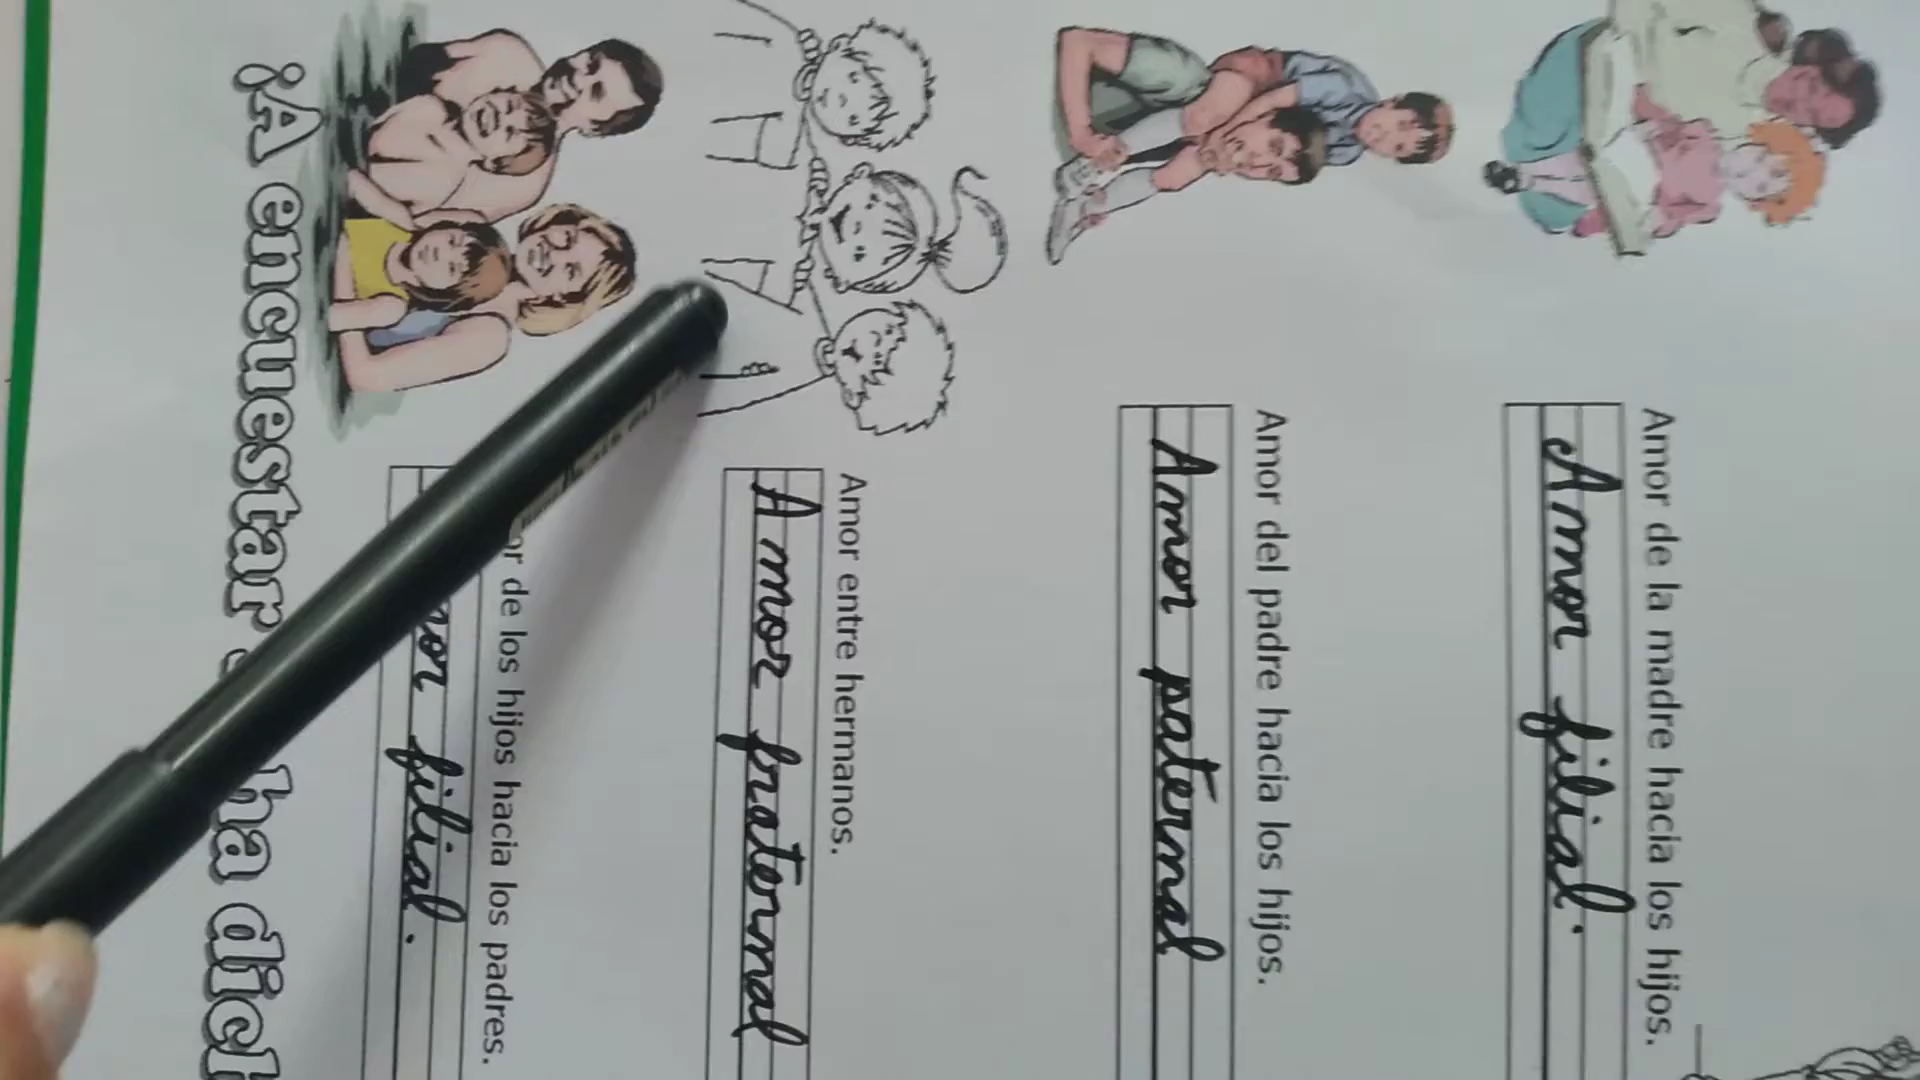 Amor de la madre hacia los hijos.
Amor filial.
Amor del padre hacia los hijos.
Amor paternal
Amor entre hermanos.
Amor fraternal
de los hijos hacia los padres.
filial.
¡A encuestar ha dich